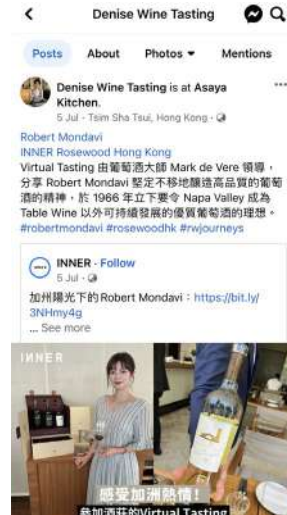 Denise Wine Tasting
Posts
About
Photos
Mentions
Denise Wine Tasting is at Asaya
Kitchen.
5 Jul · Tsim Sha Tsui, Hong Kong ·
Robert Mondavi
INNER Rosewood Hong Kong
Virtual Tasting 由葡萄酒大師 Mark de Vere 領導，
分享 Robert Mondavi 堅定不移地釀造高品質的葡萄
酒的精神，於 1966 年立下要令 Napa Valley 成為
Table Wine 以外可持續發展的優質葡萄酒的理想。
#robertmondavi #rosewoodhk #rwjourneys
INNER · Follow
5 Jul ·
加州陽光下的Robert Mondavi：https://bit.ly/
3NHmy4g
... See more
INNER
感受加洲熱情！
參加酒莊的Virtual Tasting